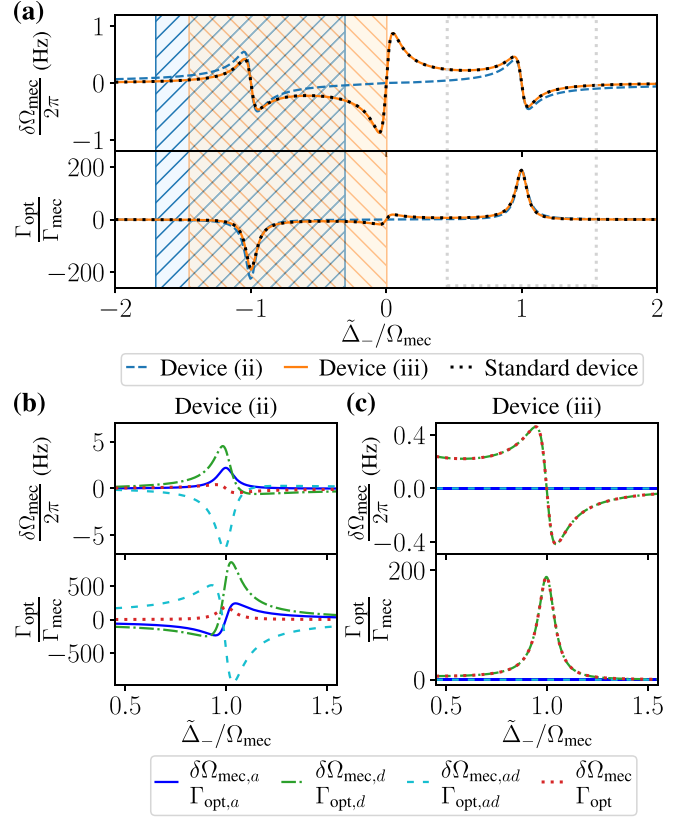 (a)
1
0
−1
δΩmec/2π (Hz)
200
0
−200
Γopt/Γmec
−2 −1 0 1 2
Δ̃−/Ωmec
Device (ii) Device (iii) Standard device
(b) Device (ii)
5
0
−5
δΩmec/2π (Hz)
500
0
−500
Γopt/Γmec
0.5 1.0 1.5
Δ̃−/Ωmec
(c) Device (iii)
0.4
0.0
−0.4
δΩmec/2π (Hz)
200
0
Γopt/Γmec
0.5 1.0 1.5
Δ̃−/Ωmec
δΩmec,a δΩmec,d δΩmec,ad δΩmec
Γopt,a Γopt,d Γopt,ad Γopt